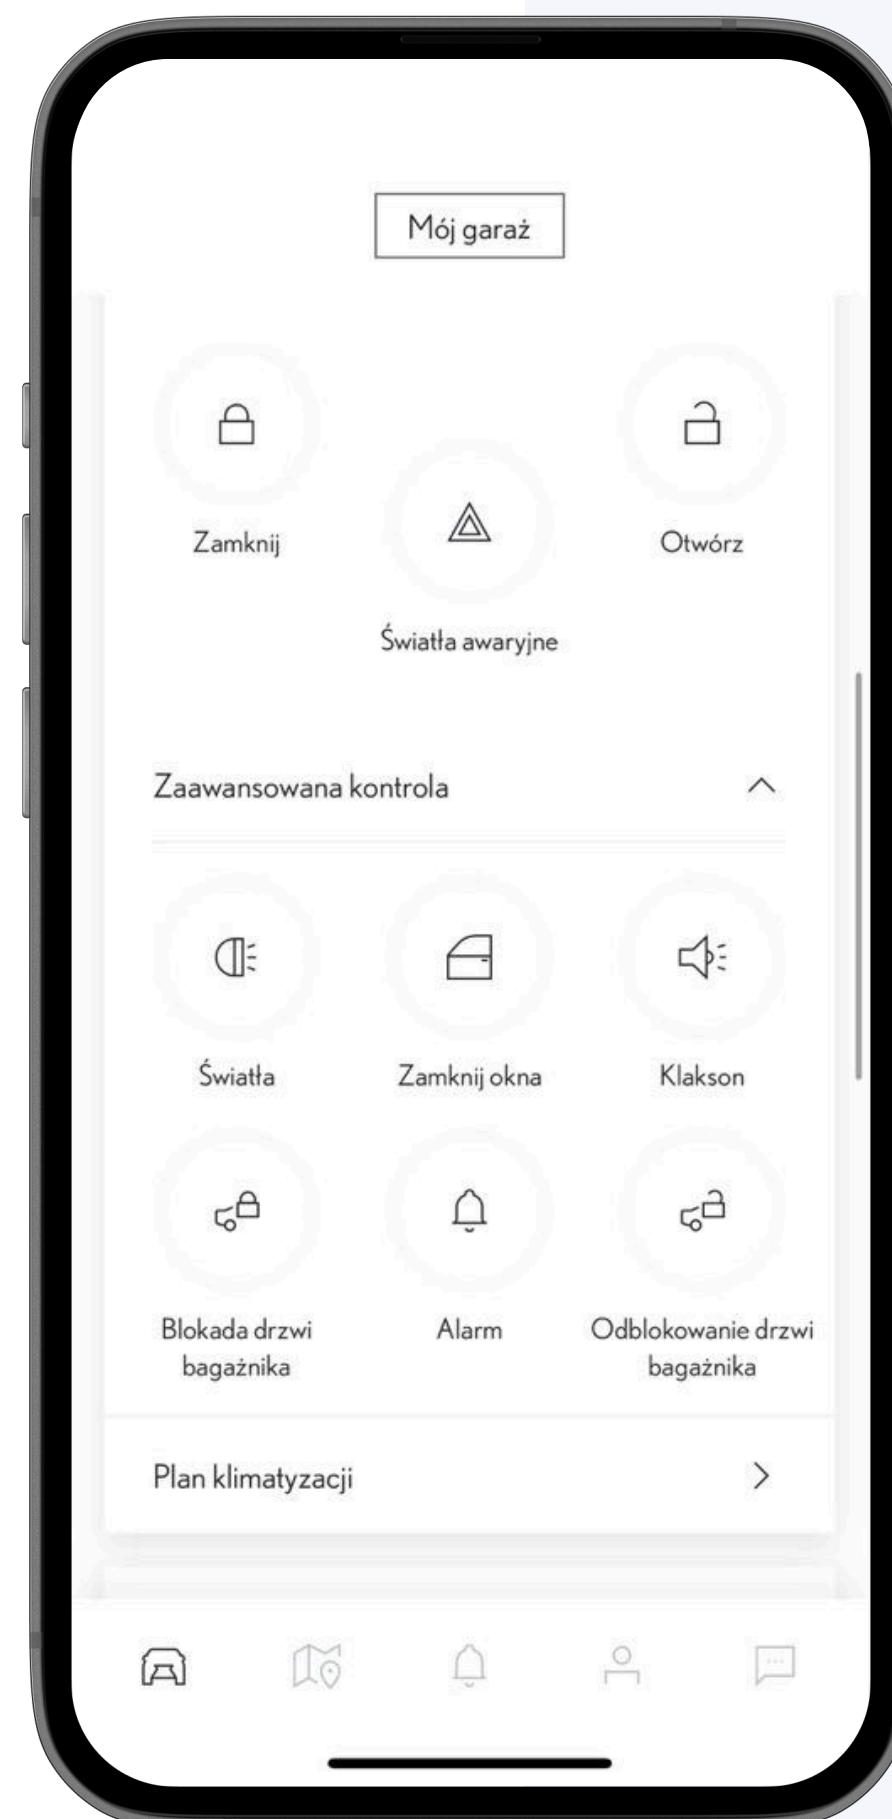 Mój garaż
Zamknij
Otwórz
Światła awaryjne
Zaawansowana kontrola
Światła
Zamknij okna
Klakson
Blokada drzwi
bagażnika
Alarm
Odblokowanie drzwi
bagażnika
Plan klimatyzacji